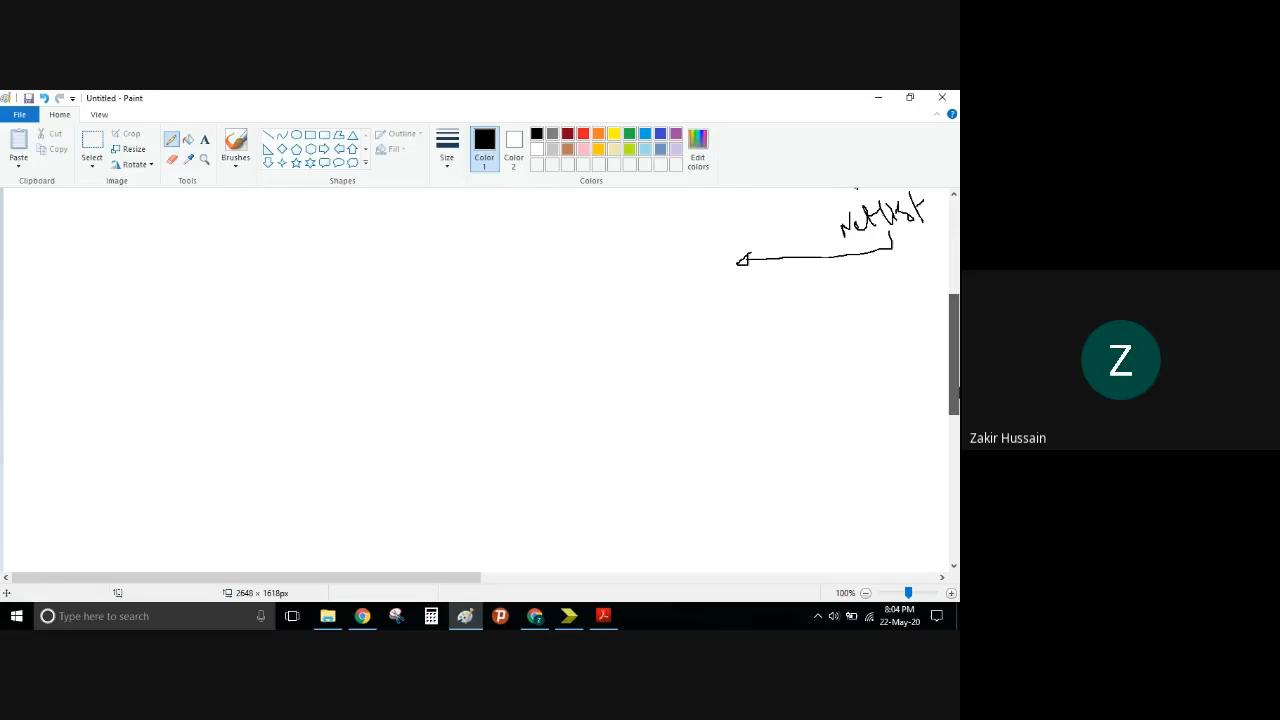 Untitled - Paint
File
Home
View
Paste
Cut
Copy
Clipboard
Select
Crop
Resize
Rotate
Image
A
Tools
Brushes
Outline
Fill
Shapes
Size
Color 1
Color 2
Edit colors
Colors
Netlist
Z
Zakir Hussain
2648 × 1618px
100%
Type here to search
8:04 PM
22-May-20